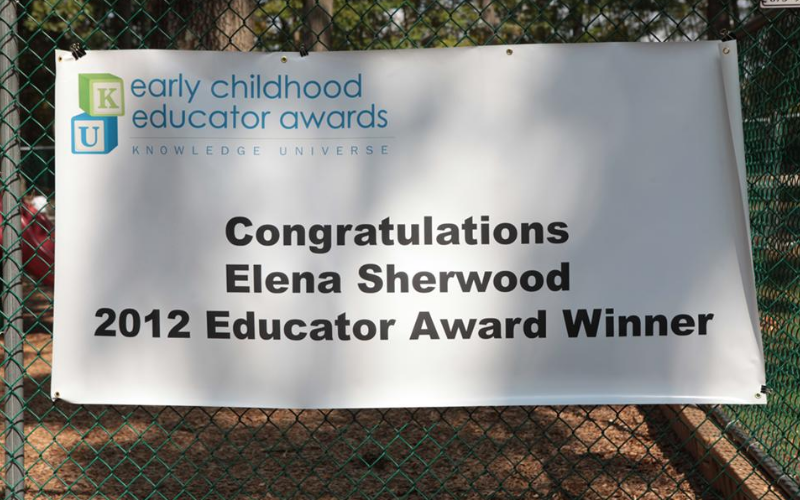 K
U
early childhood
educator awards
KNOWLEDGE UNIVERSE
Congratulations
Elena Sherwood
2012 Educator Award Winner